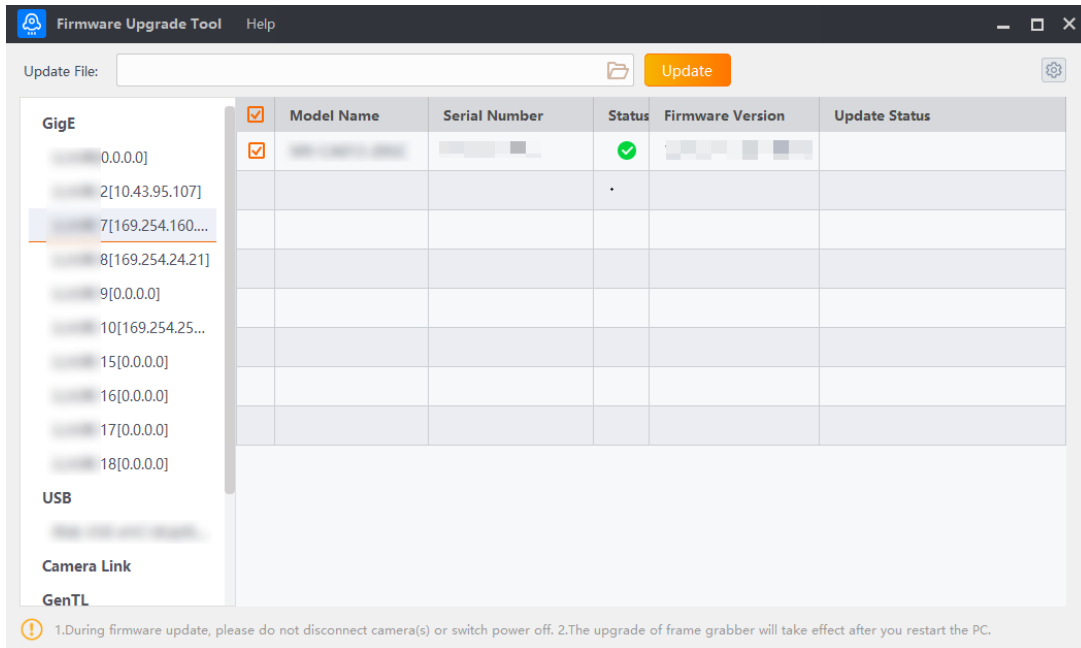 Firmware Upgrade Tool Help
Update File: Update
GigE
0.0.0.0]
2[10.43.95.107]
7[169.254.160....
8[169.254.24.21]
9[0.0.0.0]
10[169.254.25...
15[0.0.0.0]
16[0.0.0.0]
17[0.0.0.0]
18[0.0.0.0]
USB
Camera Link
GenTL
Model Name Serial Number Status Firmware Version Update Status
1.During firmware update, please do not disconnect camera(s) or switch power off. 2.The upgrade of frame grabber will take effect after you restart the PC.